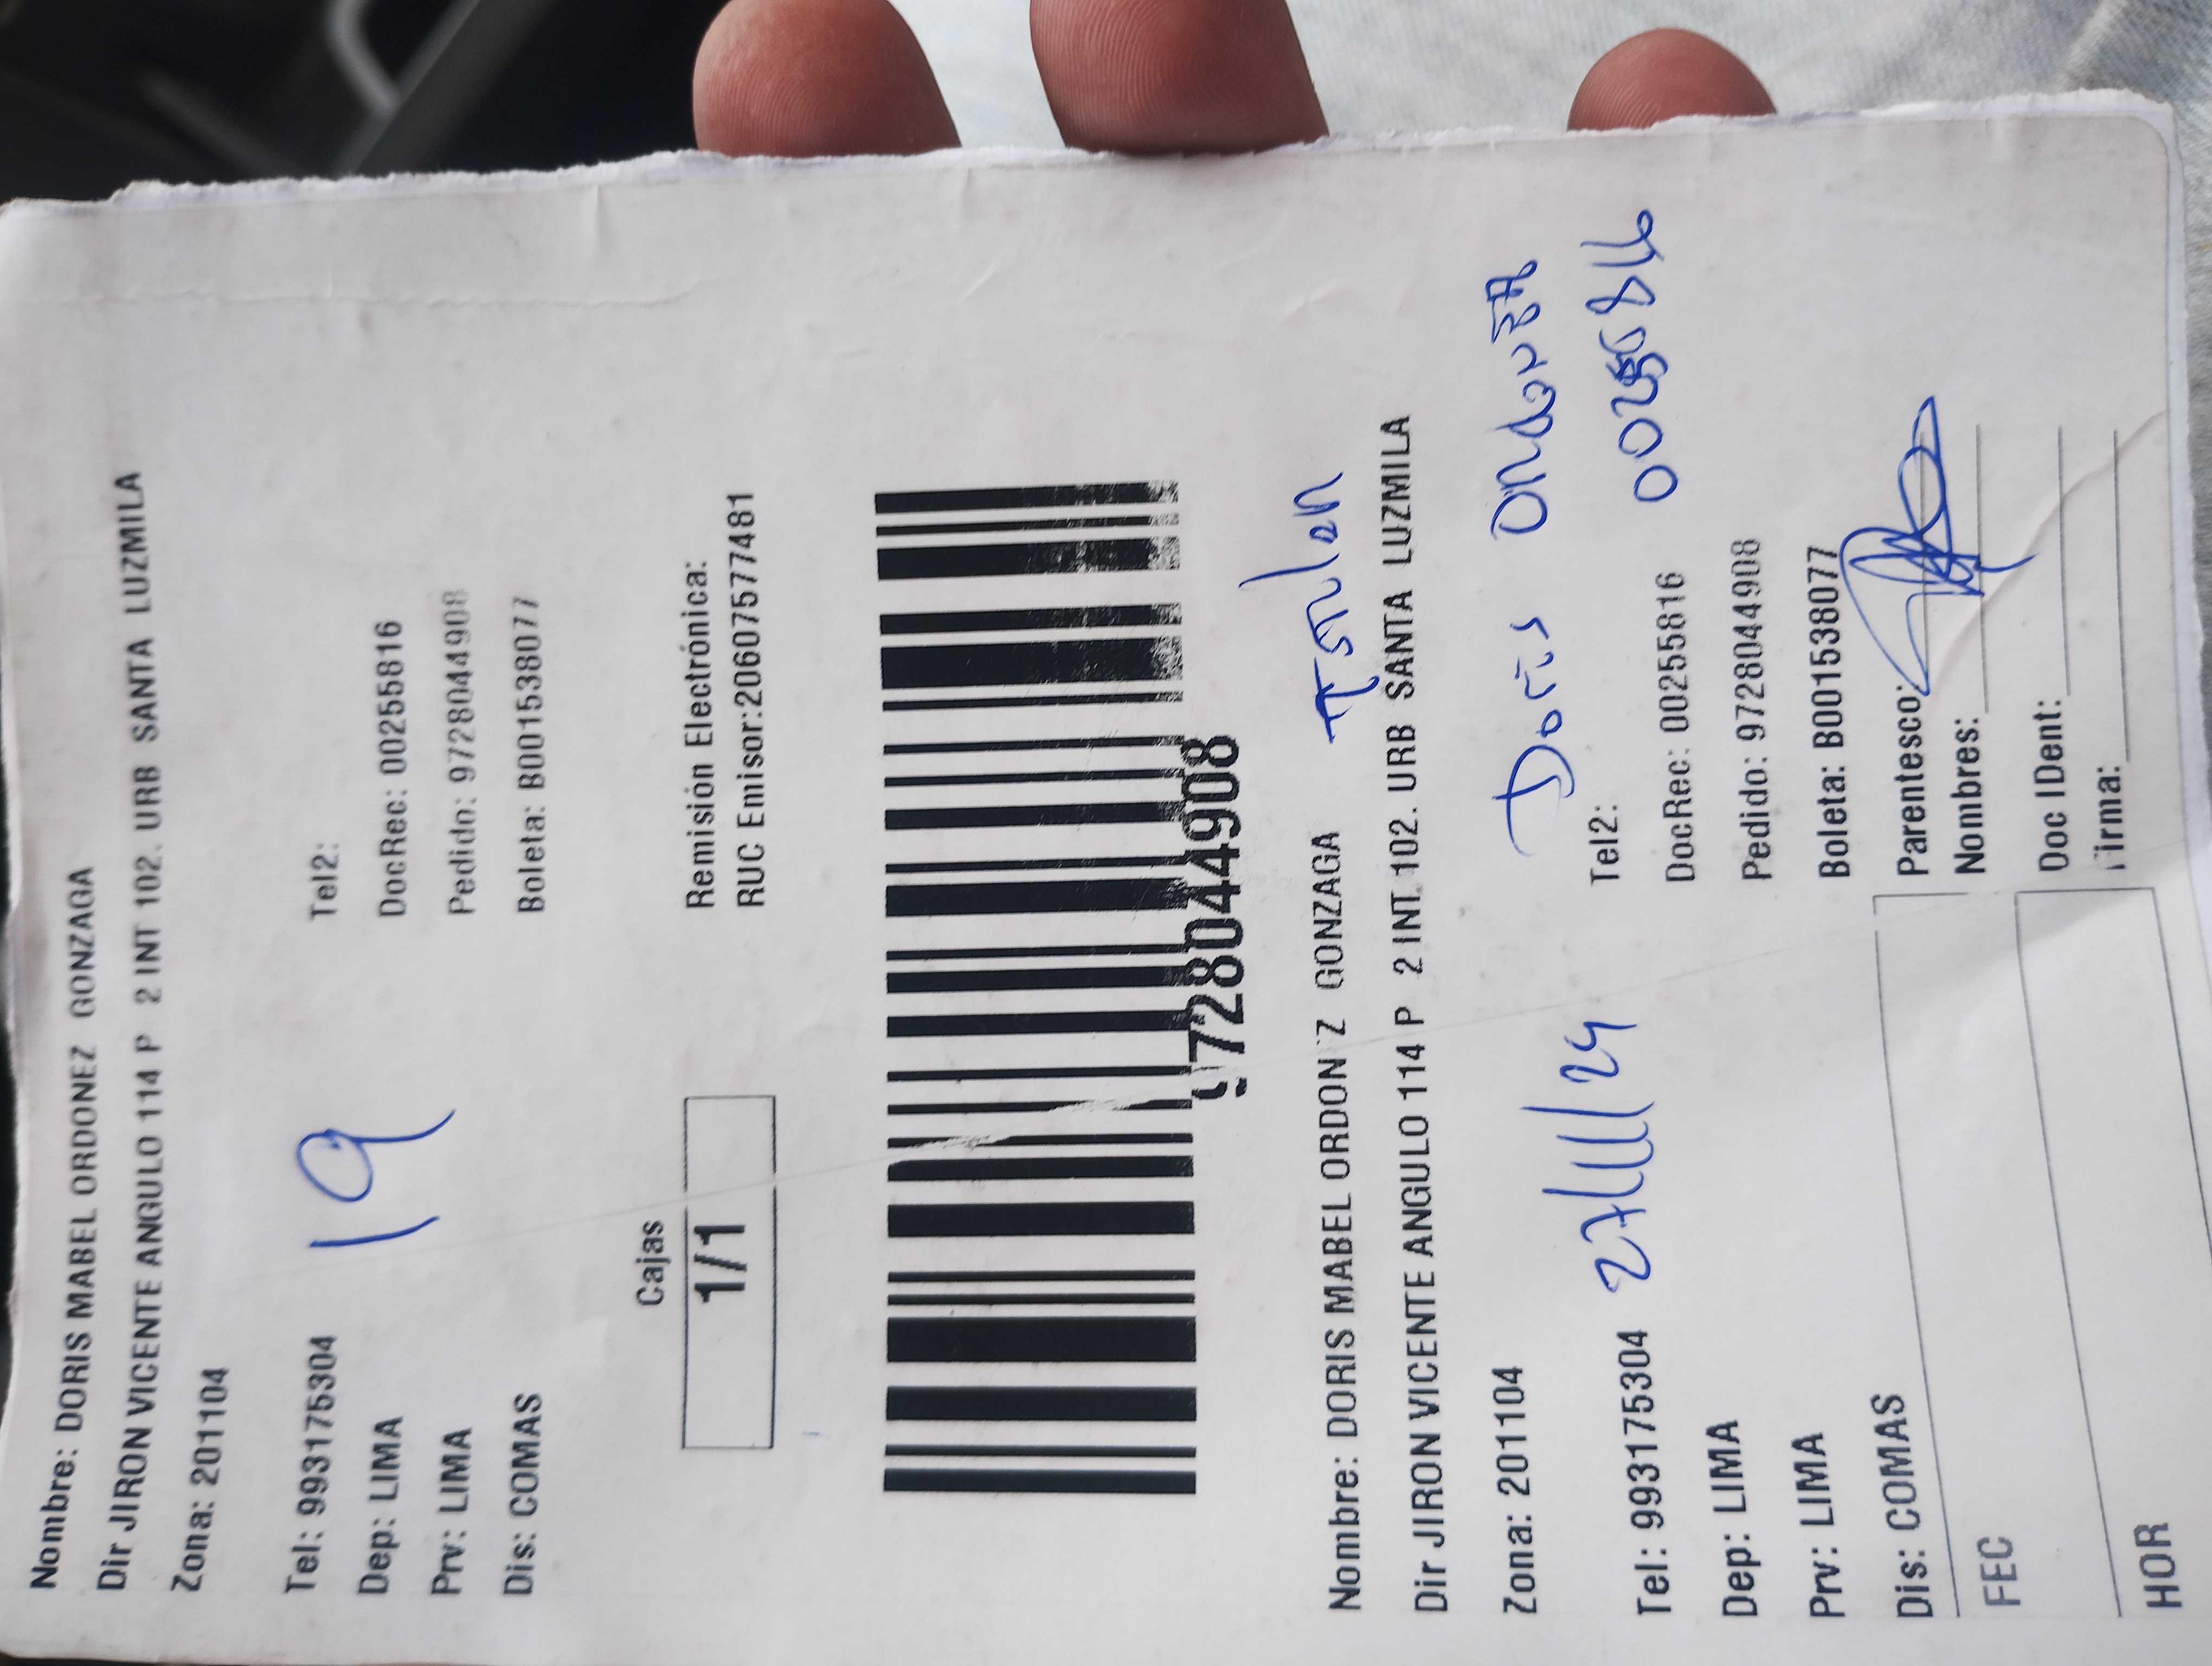 Nombre: DORIS MABEL ORDONEZ GONZAGA
Dir JIRON VICENTE ANGULO 114 P 2 INT 102. URB SANTA LUZMILA
Zona: 201104
Tel: 993175304 Tel2:
19
Dep: LIMA DocRec: 00255816
Prv: LIMA Pedido: 9728044908
Dis: COMAS Boleta: B001538077
Cajas
1/1
Remisión Electrónica:
RUC Emisor:20607577481
9728044908
Nombre: DORIS MABEL ORDON Z GONZAGA
Dir JIRON VICENTE ANGULO 114 P 2 INT. 102. URB SANTA LUZMILA
Zona: 201104 Doris
Tel: 993175304 Tel2:
Dep: LIMA DocRec: 00255816
Prv: LIMA Pedido: 9728044908
Dis: COMAS Boleta: B001538077
Parentesco:
FEC Nombres:
Doc IDent:
HOR Firma: